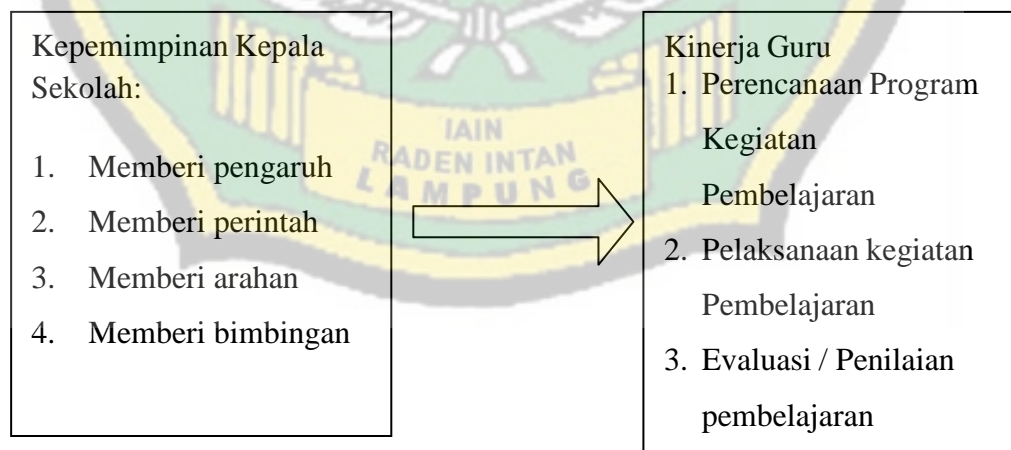 Kepemimpinan Kepala
Sekolah:
1. Memberi pengaruh
2. Memberi perintah
3. Memberi arahan
4. Memberi bimbingan
IAIN
RADEN INTAN
LAMPUNG
Kinerja Guru
1. Perencanaan Program
Kegiatan
Pembelajaran
2. Pelaksanaan kegiatan
Pembelajaran
3. Evaluasi / Penilaian
pembelajaran